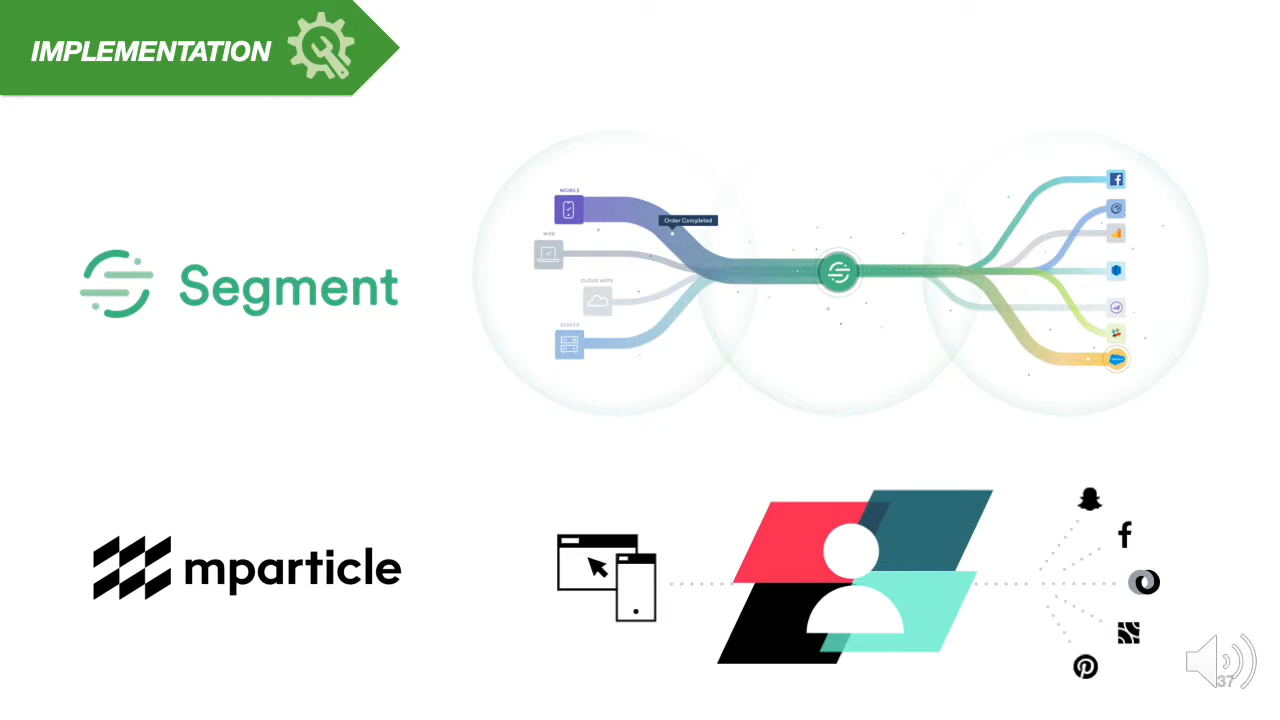 IMPLEMENTATION
MOBILE
Order Completed
WEB
Segment
CLOUD APPS
SERVER
mparticle
37